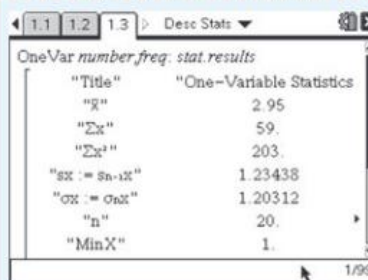 1.1 1.2 1.3 Desc Stats
OneVar number,freq: stat.results
"Title" "One–Variable Statistics
"x̄" 2.95
"Σx" 59.
"Σx²" 203.
"sx := sn-1x" 1.23438
"σx := σnx" 1.20312
"n" 20.
"MinX" 1.
1/99